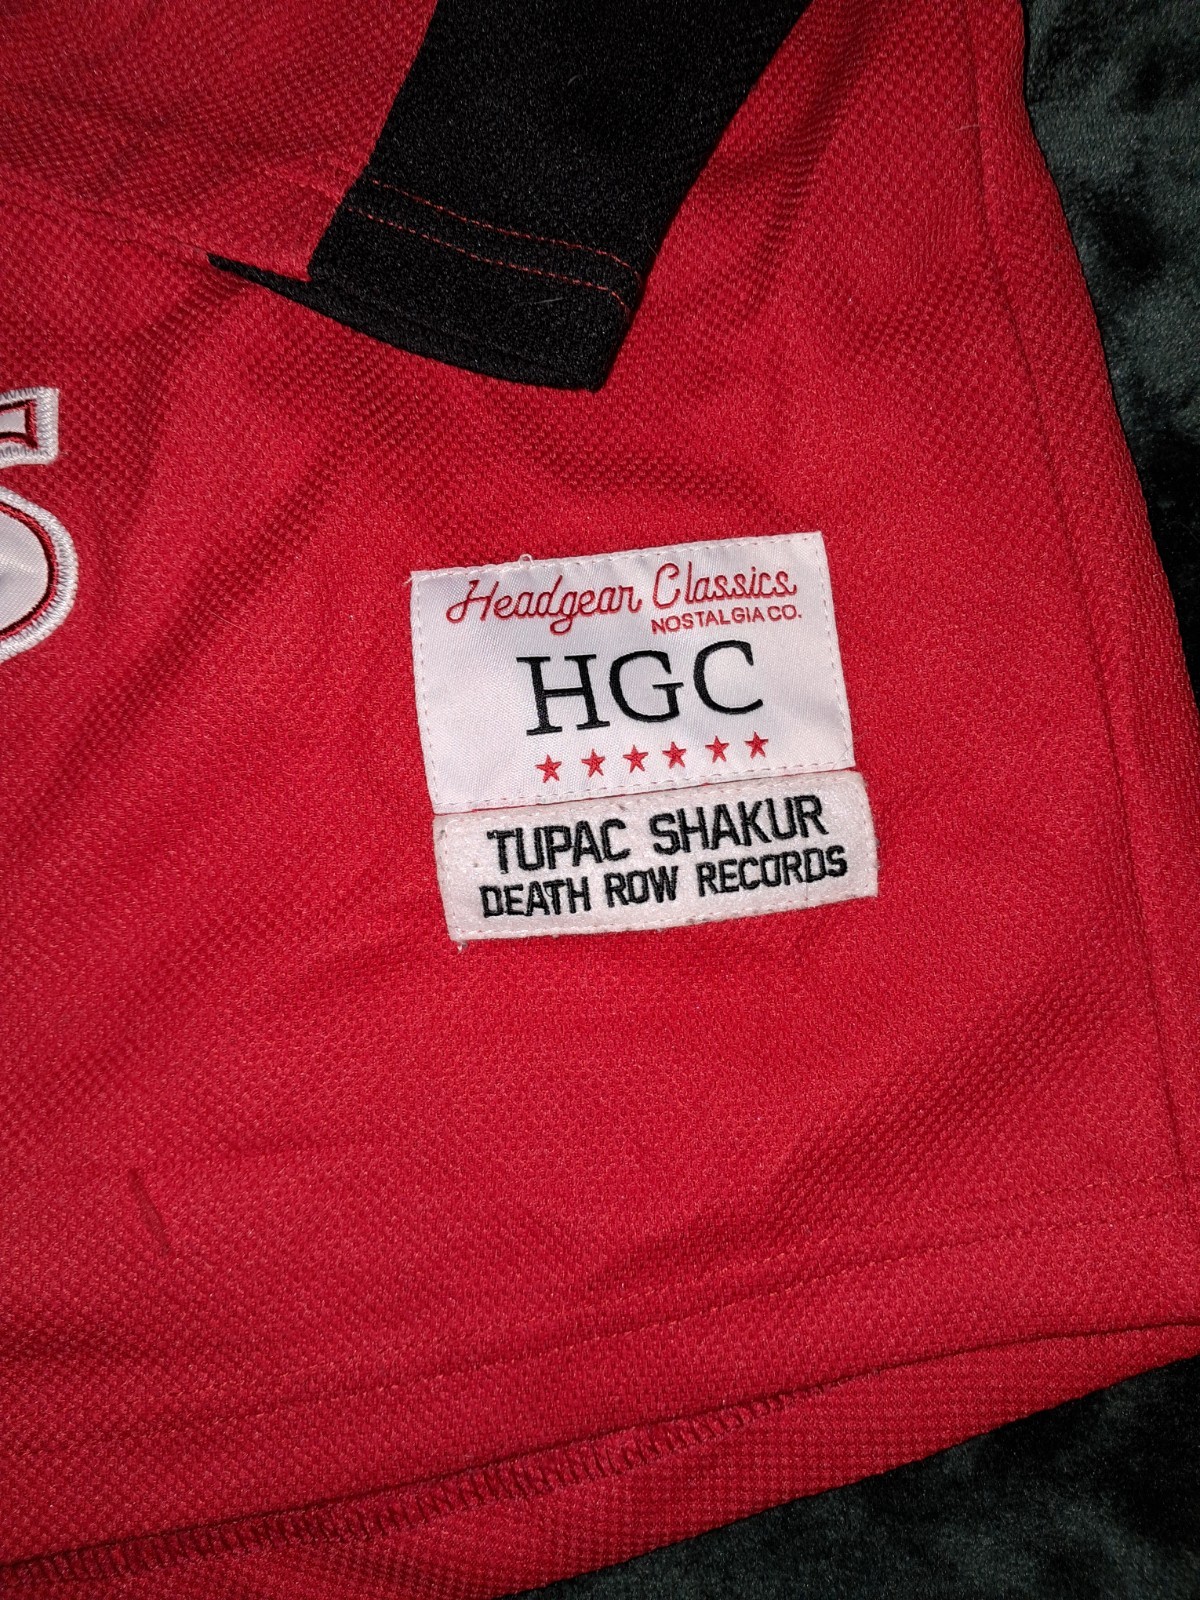 Headgear Classics
NOSTALGIA CO.
HGC
TUPAC SHAKUR
DEATH ROW RECORDS